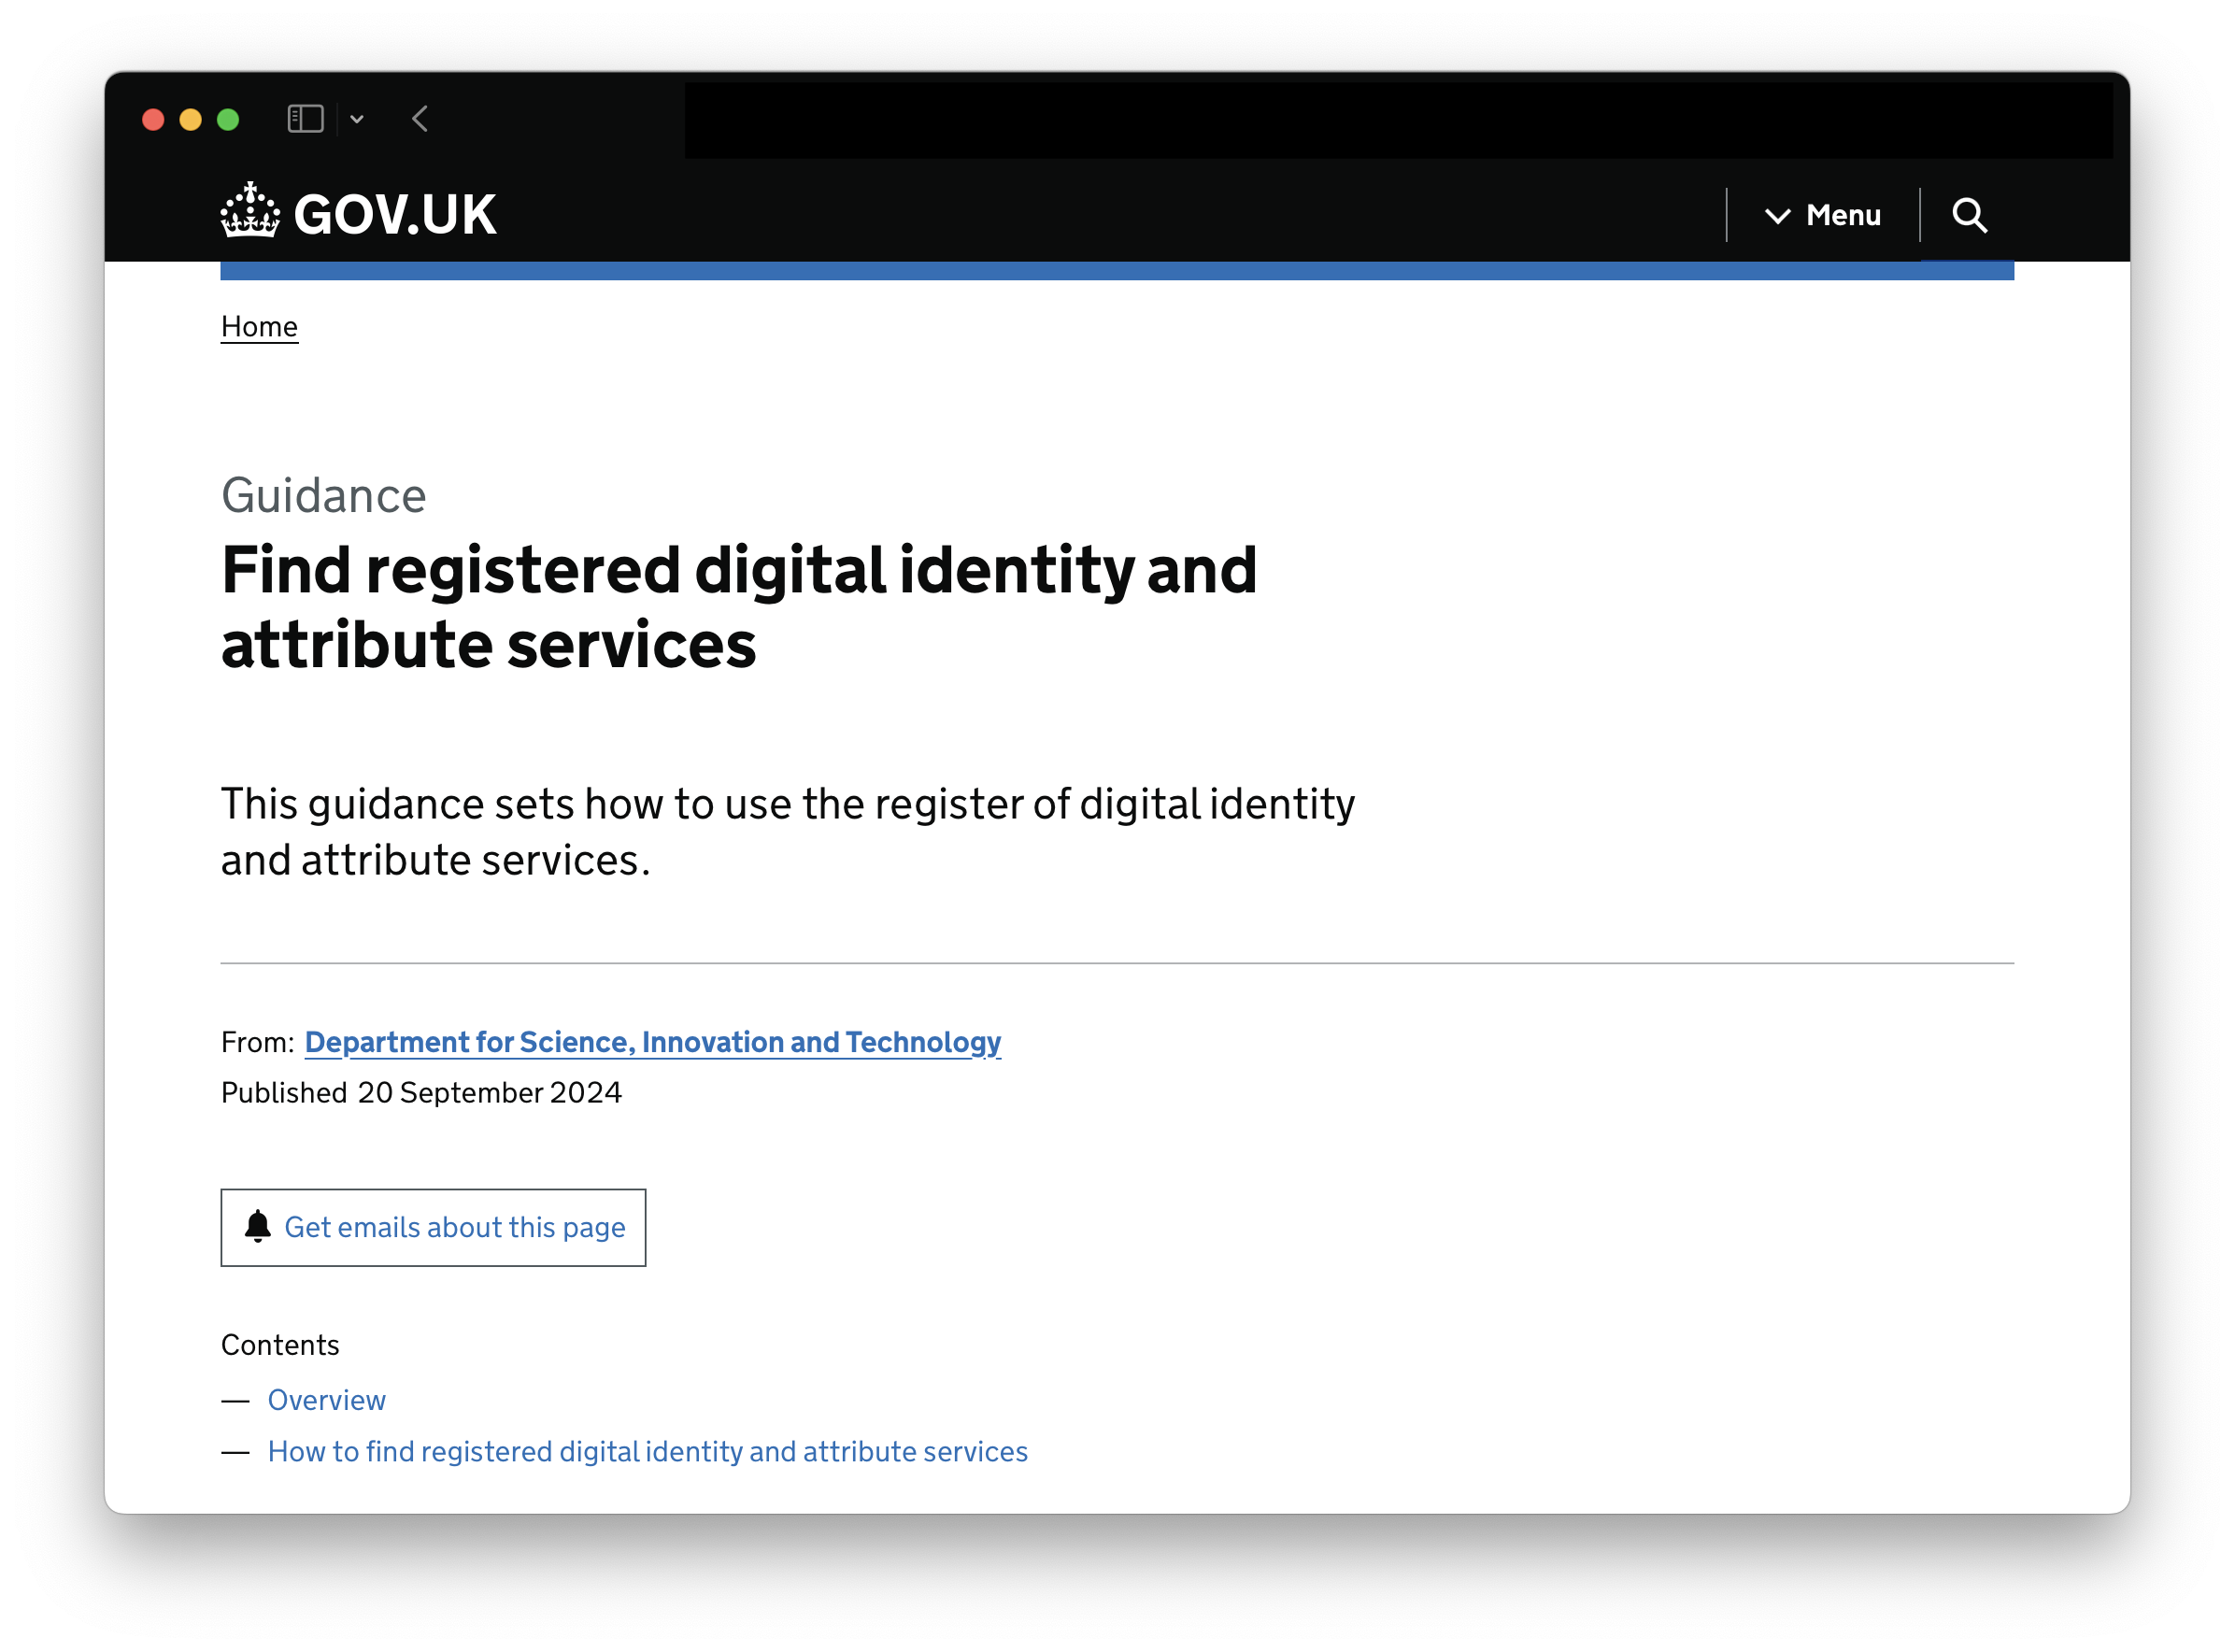 GOV.UK
Menu
Home
Guidance
Find registered digital identity and
attribute services
This guidance sets how to use the register of digital identity
and attribute services.
From: Department for Science, Innovation and Technology
Published 20 September 2024
Get emails about this page
Contents
— Overview
— How to find registered digital identity and attribute services